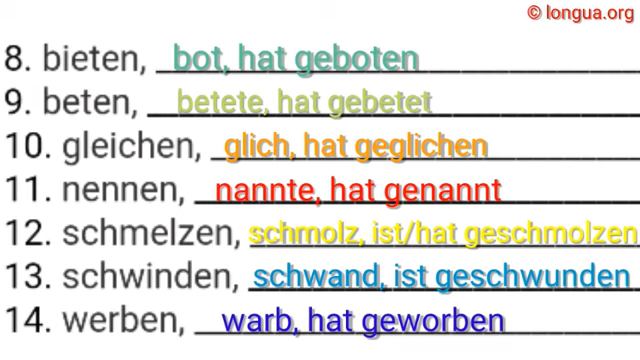 © longua.org
8. bieten, bot, hat geboten
9. beten, betete, hat gebetet
10. gleichen, glich, hat geglichen
11. nennen, nannte, hat genannt
12. schmelzen, schmolz, ist/hat geschmolzen
13. schwinden, schwand, ist geschwunden
14. werben, warb, hat geworben